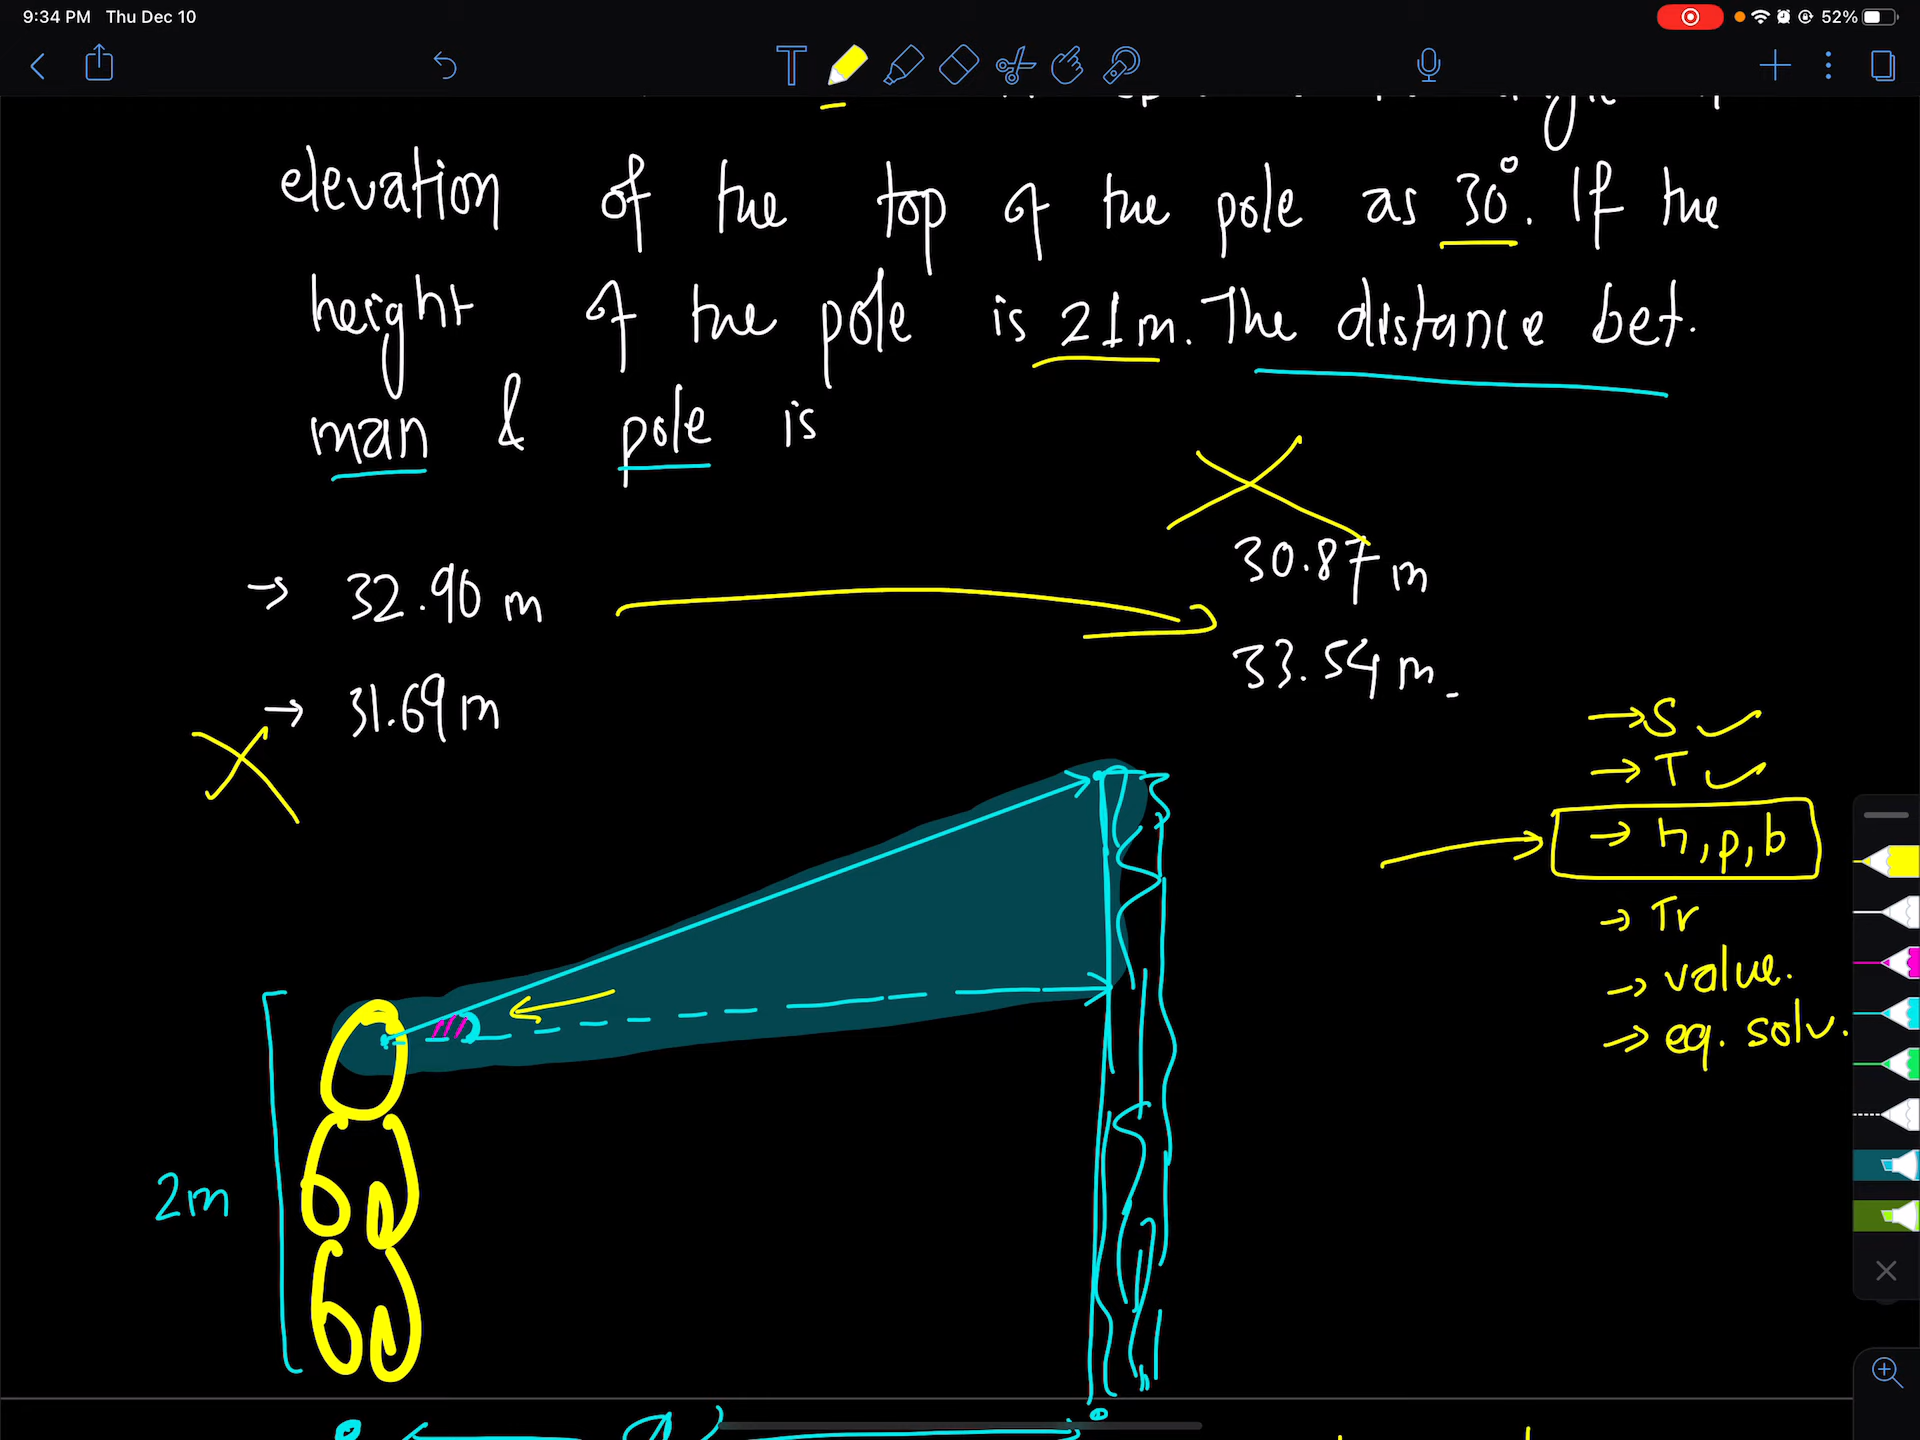 9:34 PM Thu Dec 10
52%
elevation of the top of the pole as 30°. If the
height of the pole is 21m. The distance bet.
man & pole is
→ 32.90 m
30.87 m
→ 31.69 m
33.54 m.
→ S ✓
→ T ✓
→ h, p, b
→ Tr
→ value.
→ eq. solv.
2m